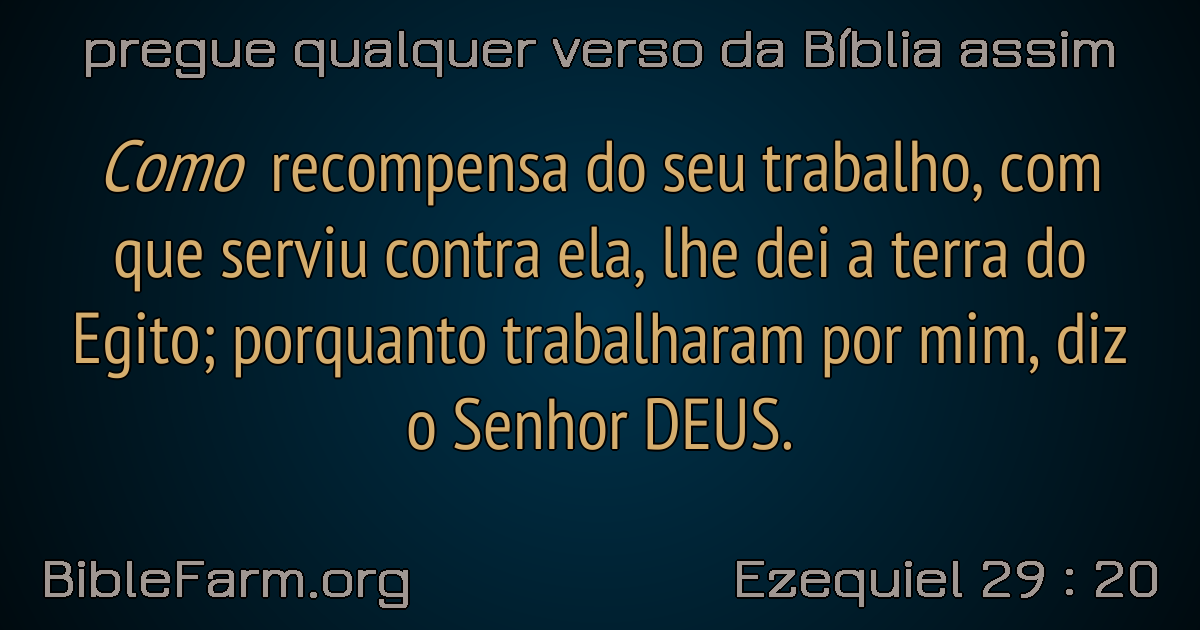 pregue qualquer verso da Bíblia assim
Como recompensa do seu trabalho, com
que serviu contra ela, lhe dei a terra do
Egito; porquanto trabalharam por mim, diz
o Senhor DEUS.
BibleFarm.org
Ezequiel 29 : 20